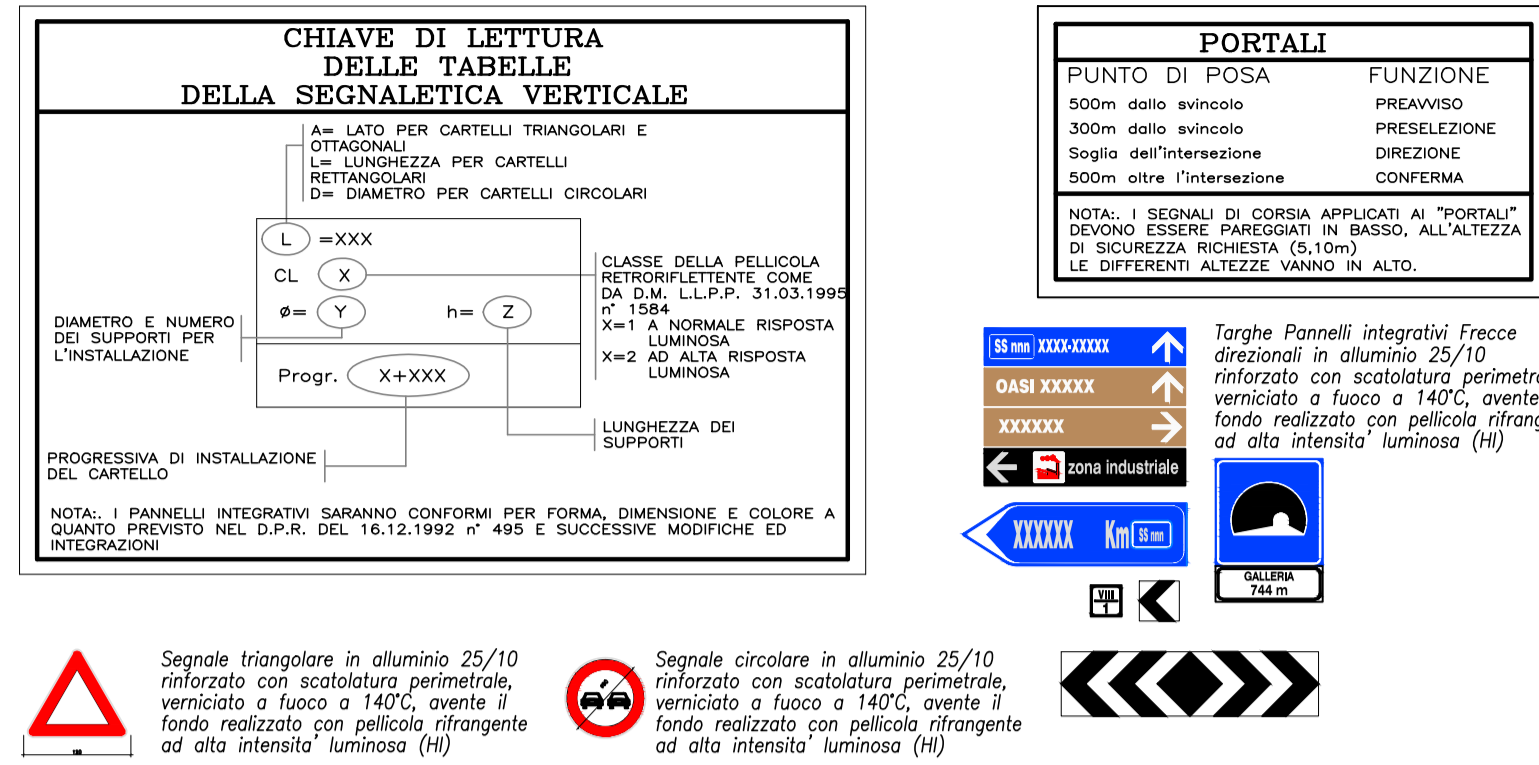 CHIAVE DI LETTURA
DELLE TABELLE
DELLA SEGNALETICA VERTICALE
A= LATO PER CARTELLI TRIANGOLARI E
OTTAGONALI
L= LUNGHEZZA PER CARTELLI
RETTANGOLARI
D= DIAMETRO PER CARTELLI CIRCOLARI
L =XXX
CL X
ø= Y h= Z
Progr. X+XXX
CLASSE DELLA PELLICOLA
RETRORIFLETTENTE COME
DA D.M. L.L.P.P. 31.03.1995
n° 1584
X=1 A NORMALE RISPOSTA
LUMINOSA
X=2 AD ALTA RISPOSTA
LUMINOSA
DIAMETRO E NUMERO
DEI SUPPORTI PER
L'INSTALLAZIONE
LUNGHEZZA DEI
SUPPORTI
PROGRESSIVA DI INSTALLAZIONE
DEL CARTELLO
NOTA:. I PANNELLI INTEGRATIVI SARANNO CONFORMI PER FORMA, DIMENSIONE E COLORE A
QUANTO PREVISTO NEL D.P.R. DEL 16.12.1992 n° 495 E SUCCESSIVE MODIFICHE ED
INTEGRAZIONI
PORTALI
PUNTO DI POSA FUNZIONE
500m dallo svincolo PREAVVISO
300m dallo svincolo PRESELEZIONE
Soglia dell'intersezione DIREZIONE
500m oltre l'intersezione CONFERMA
NOTA:. I SEGNALI DI CORSIA APPLICATI AI "PORTALI"
DEVONO ESSERE PAREGGIATI IN BASSO, ALL'ALTEZZA
DI SICUREZZA RICHIESTA (5,10m)
LE DIFFERENTI ALTEZZE VANNO IN ALTO.
SS nnn XXXX-XXXXX
OASI XXXXX
XXXXXX
zona industriale
XXXXXX Km SS nnn
VIII
1
GALLERIA
744 m
Targhe Pannelli integrativi Frecce
direzionali in alluminio 25/10
rinforzato con scatolatura perimetra
verniciato a fuoco a 140°C, avente
fondo realizzato con pellicola rifrang
ad alta intensita' luminosa (HI)
Segnale triangolare in alluminio 25/10
rinforzato con scatolatura perimetrale,
verniciato a fuoco a 140°C, avente il
fondo realizzato con pellicola rifrangente
ad alta intensita' luminosa (HI)
Segnale circolare in alluminio 25/10
rinforzato con scatolatura perimetrale,
verniciato a fuoco a 140°C, avente il
fondo realizzato con pellicola rifrangente
ad alta intensita' luminosa (HI)